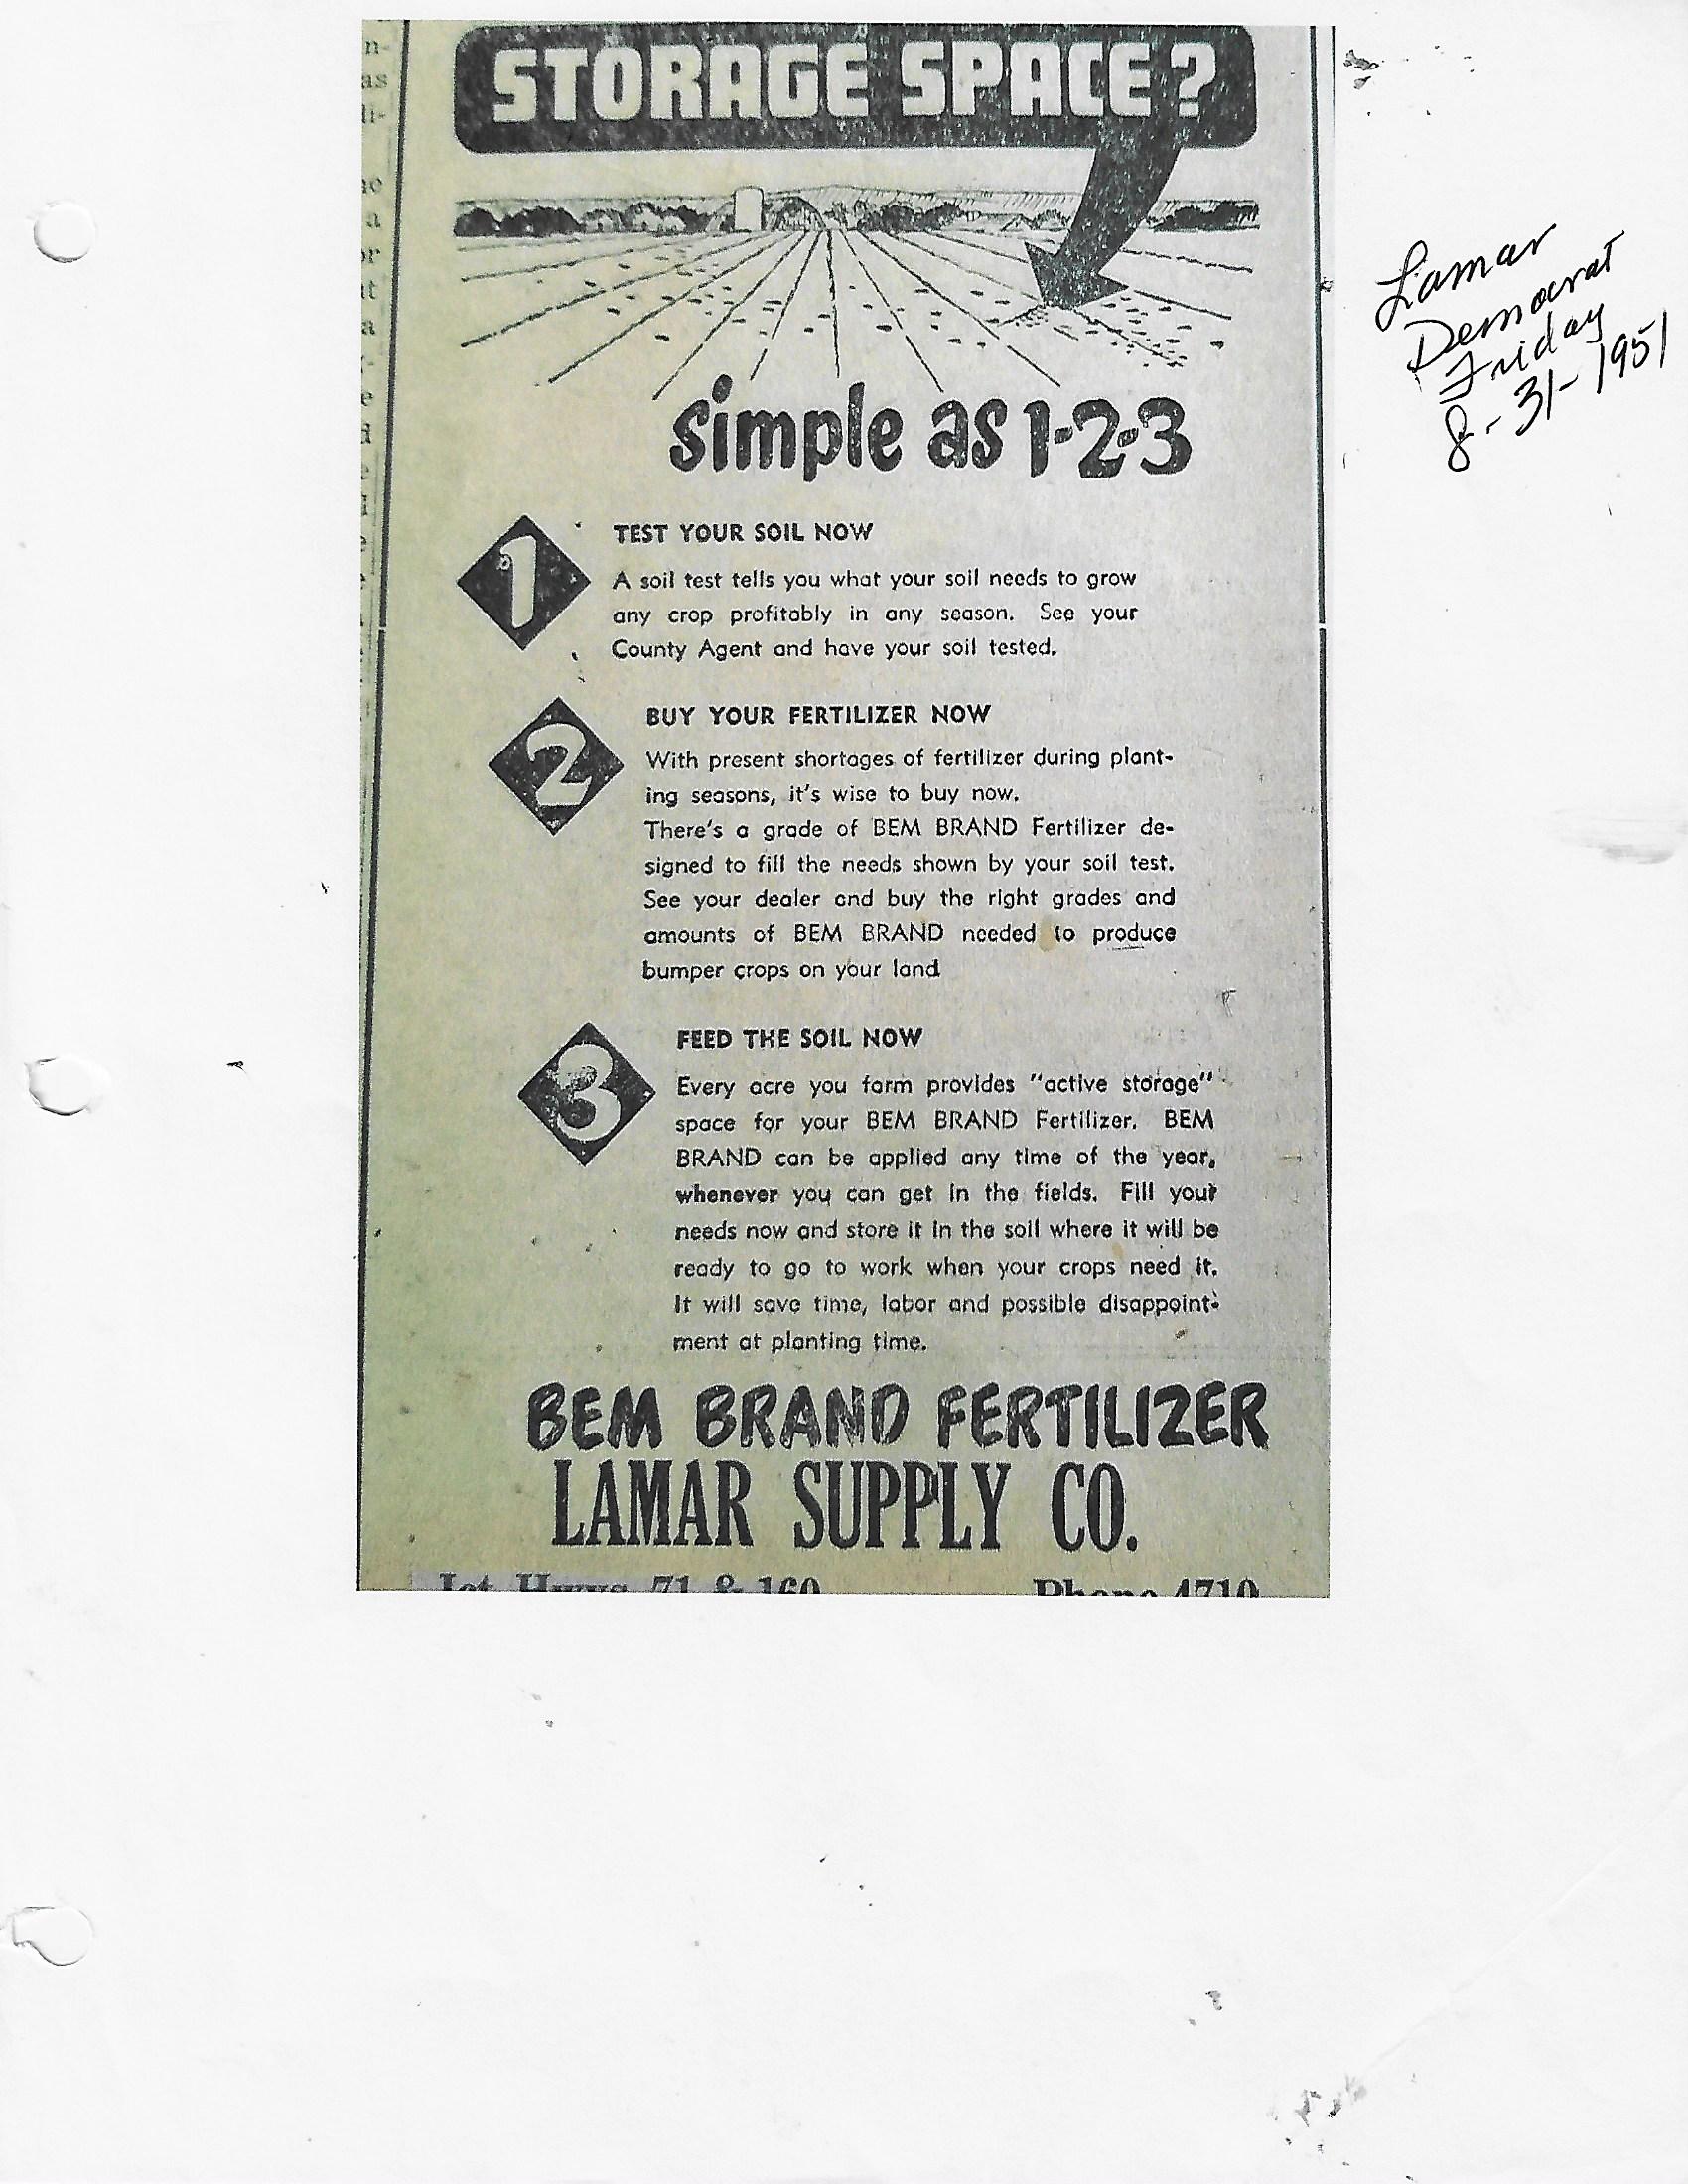 STORAGE SPACE?
Lamar
Democrat
Friday
8-31-1951
simple as 1-2-3
1
TEST YOUR SOIL NOW
A soil test tells you what your soil needs to grow
any crop profitably in any season. See your
County Agent and have your soil tested.
2
BUY YOUR FERTILIZER NOW
With present shortages of fertilizer during plant-
ing seasons, it's wise to buy now.
There's a grade of BEM BRAND Fertilizer de-
signed to fill the needs shown by your soil test.
See your dealer and buy the right grades and
amounts of BEM BRAND needed to produce
bumper crops on your land
3
FEED THE SOIL NOW
Every acre you farm provides "active storage"
space for your BEM BRAND Fertilizer. BEM
BRAND can be applied any time of the year,
whenever you can get in the fields. Fill your
needs now and store it in the soil where it will be
ready to go to work when your crops need it.
It will save time, labor and possible disappoint-
ment at planting time.
BEM BRAND FERTILIZER
LAMAR SUPPLY CO.
Jct. Hwys. 71 & 160 Phone 4710